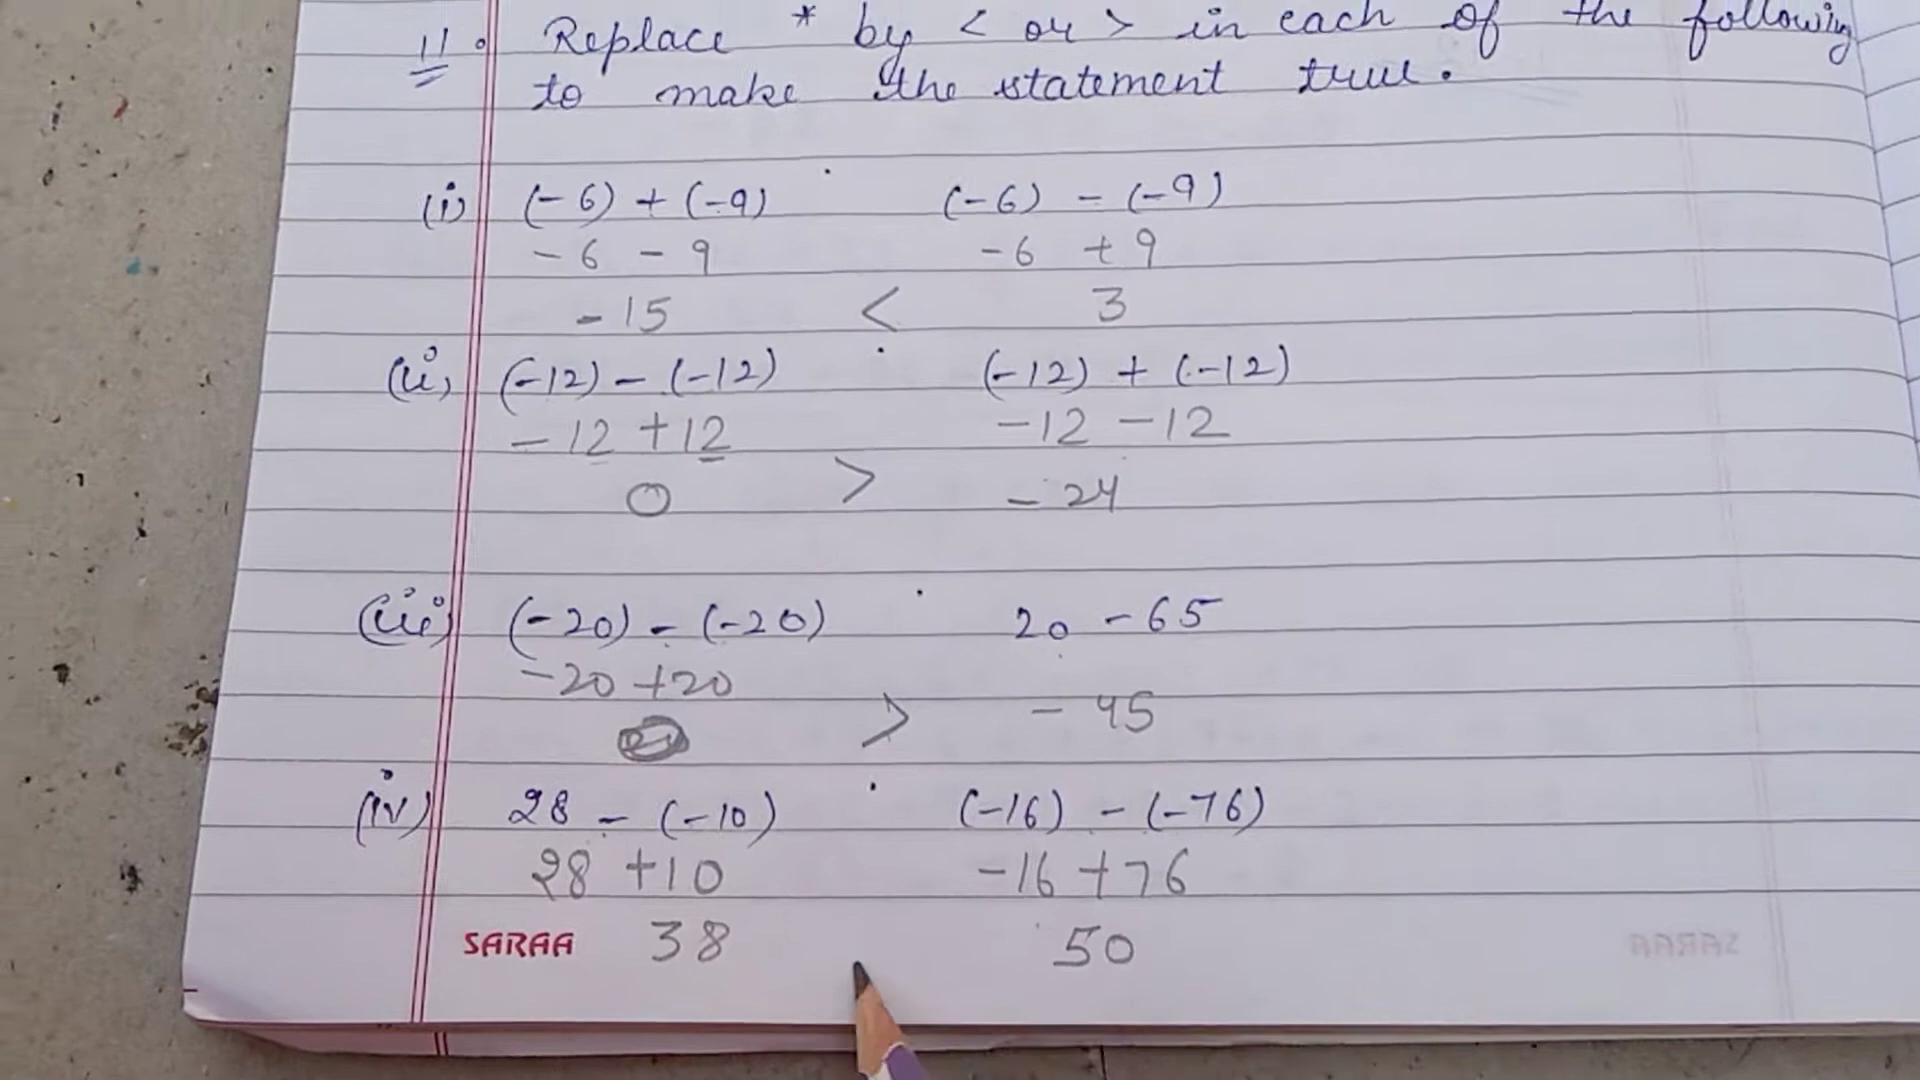 11. Replace * by < or > in each of the following
to make the statement true.
(i) (-6) + (-9) (-6) - (-9)
-6 - 9 -6 +9
-15 < 3
(ii) (-12) - (-12) (-12) + (-12)
-12 +12 -12 -12
0 > -24
(iii) (-20) - (-20) 20 - 65
-20 +20
> -45
(iv) 28 - (-10) (-16) - (-76)
28 +10 -16 +76
SARAA 38 50
SARAA